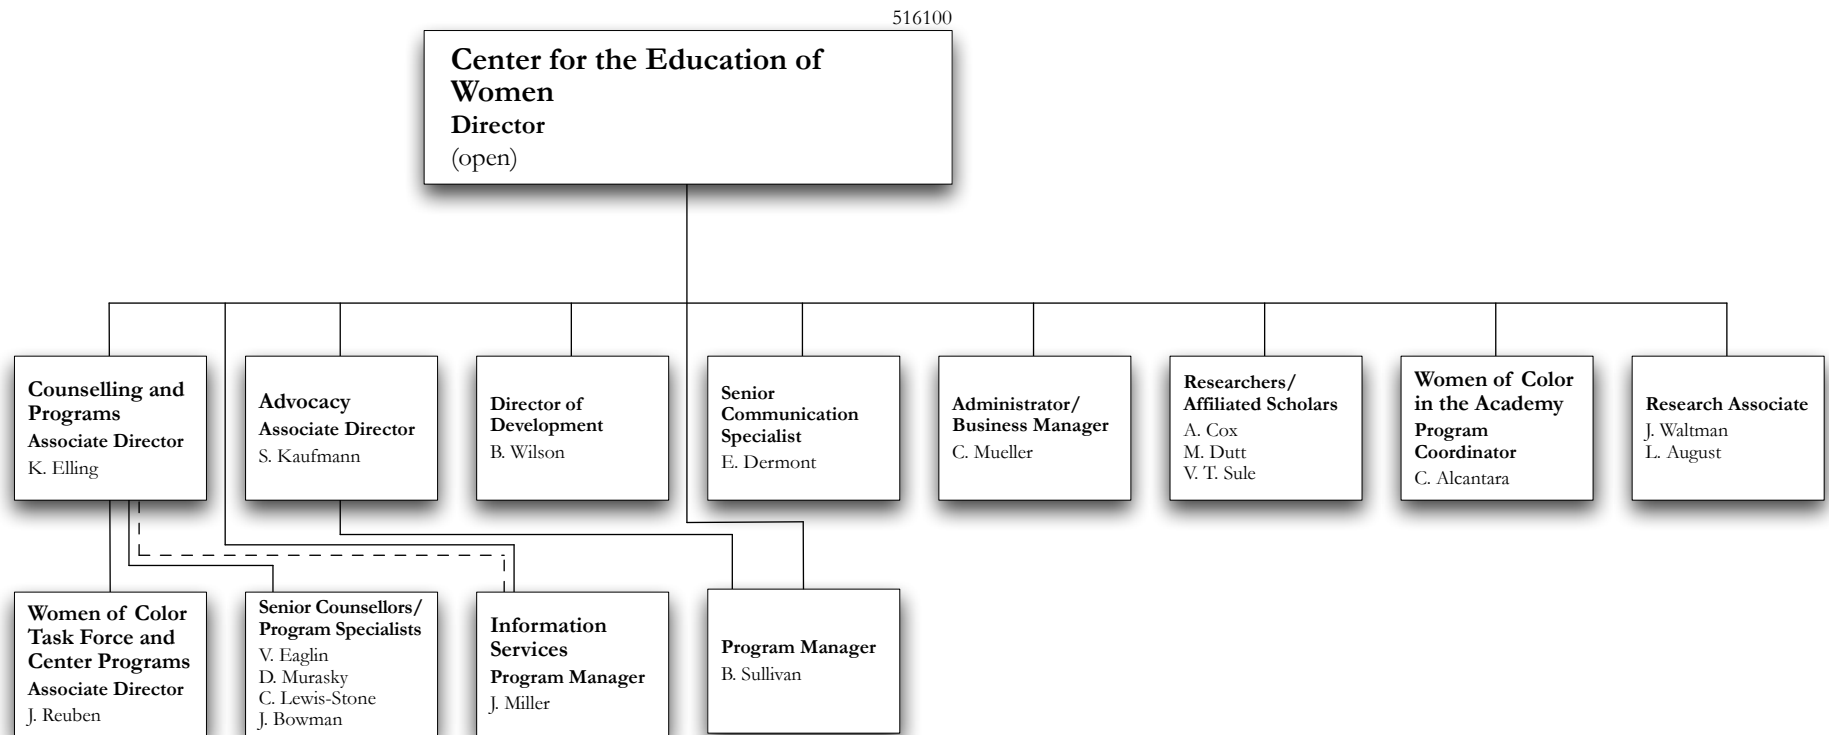 516100
Center for the Education of
Women
Director
(open)
Counselling and
Programs
Associate Director
K. Elling
Advocacy
Associate Director
S. Kaufmann
Director of
Development
B. Wilson
Senior
Communication
Specialist
E. Dermont
Administrator/
Business Manager
C. Mueller
Researchers/
Affiliated Scholars
A. Cox
M. Dutt
V. T. Sule
Women of Color
in the Academy
Program
Coordinator
C. Alcantara
Research Associate
J. Waltman
L. August
Women of Color
Task Force and
Center Programs
Associate Director
J. Reuben
Senior Counsellors/
Program Specialists
V. Eaglin
D. Murasky
C. Lewis-Stone
J. Bowman
Information
Services
Program Manager
J. Miller
Program Manager
B. Sullivan